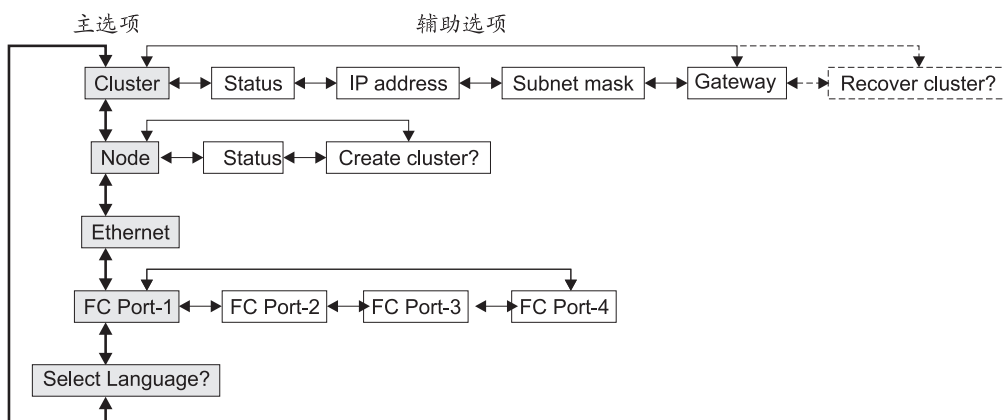 主选项 辅助选项
Cluster Status IP address Subnet mask Gateway Recover cluster?
Node Status Create cluster?
Ethernet
FC Port-1 FC Port-2 FC Port-3 FC Port-4
Select Language?